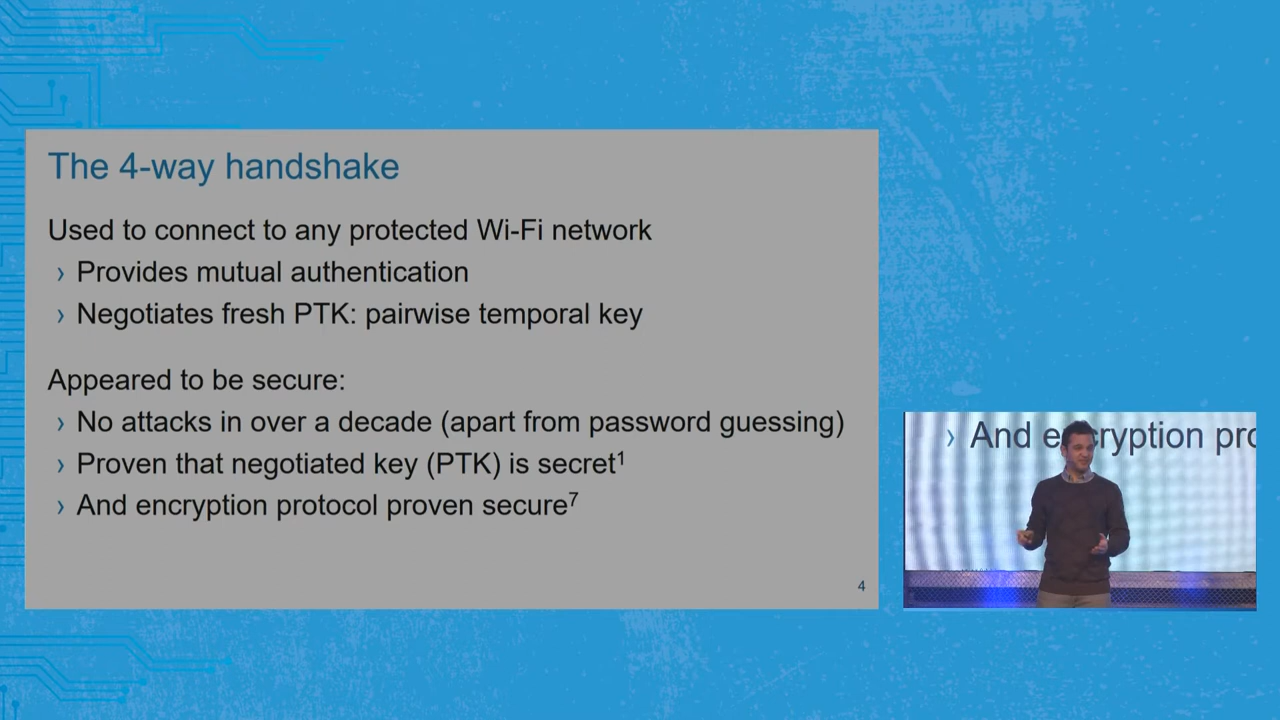 The 4-way handshake
Used to connect to any protected Wi-Fi network
› Provides mutual authentication
› Negotiates fresh PTK: pairwise temporal key
Appeared to be secure:
› No attacks in over a decade (apart from password guessing)
› Proven that negotiated key (PTK) is secret¹
› And encryption protocol proven secure⁷
4
› And encryption pro